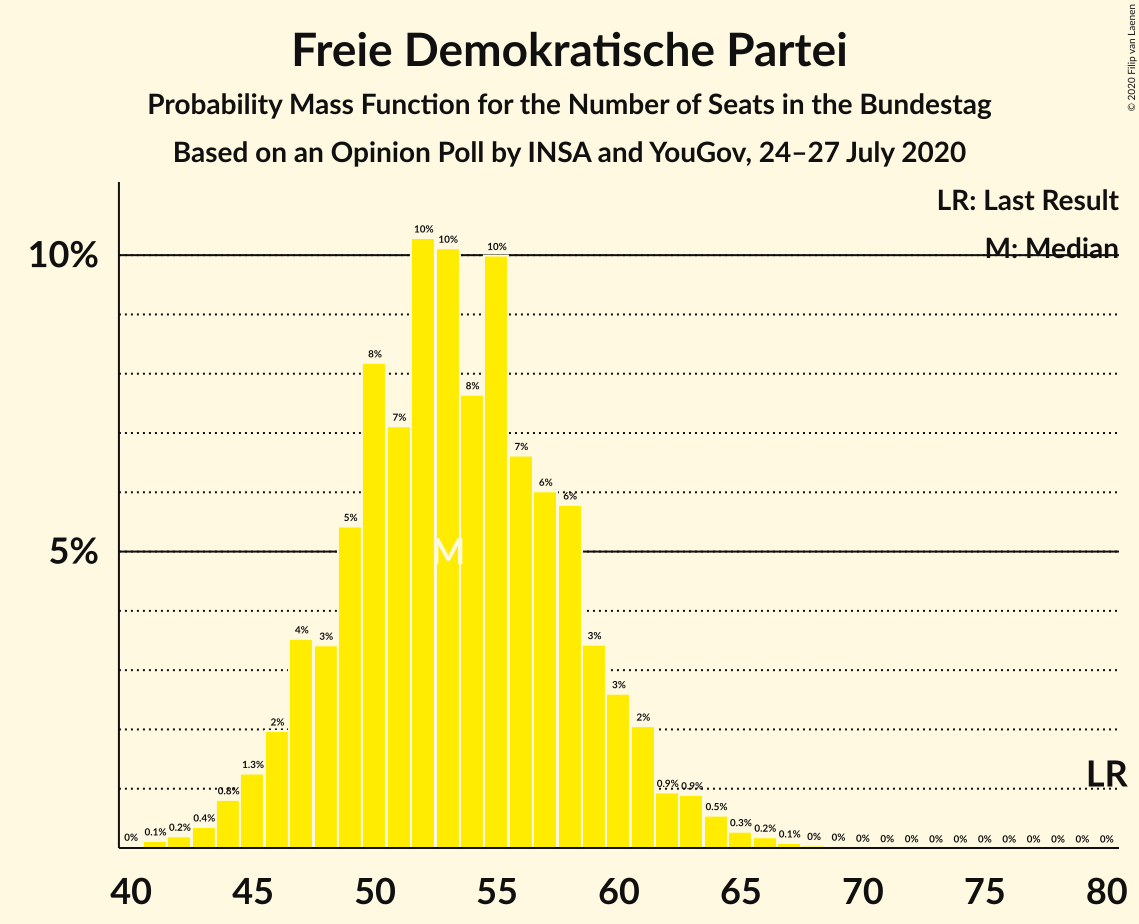 Freie Demokratische Partei
Probability Mass Function for the Number of Seats in the Bundestag
Based on an Opinion Poll by INSA and YouGov, 24–27 July 2020
© 2020 Filip van Laenen
LR: Last Result
M: Median
10%
5%
0% 0.1% 0.2% 0.4% 0.8% 1.3% 2% 4% 3% 5% 8% 7% 10% 10% 8% 10% 7% 6% 6% 3% 3% 2% 0.9% 0.9% 0.5% 0.3% 0.2% 0.1% 0% 0% 0% 0% 0% 0% 0% 0% 0% 0% 0% 0% 0%
M
LR
40 45 50 55 60 65 70 75 80